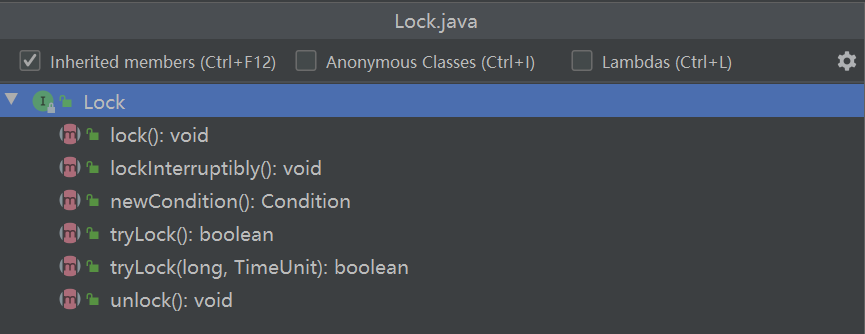 Lock.java
Inherited members (Ctrl+F12) Anonymous Classes (Ctrl+I) Lambdas (Ctrl+L)
I Lock
m lock(): void
m lockInterruptibly(): void
m newCondition(): Condition
m tryLock(): boolean
m tryLock(long, TimeUnit): boolean
m unlock(): void